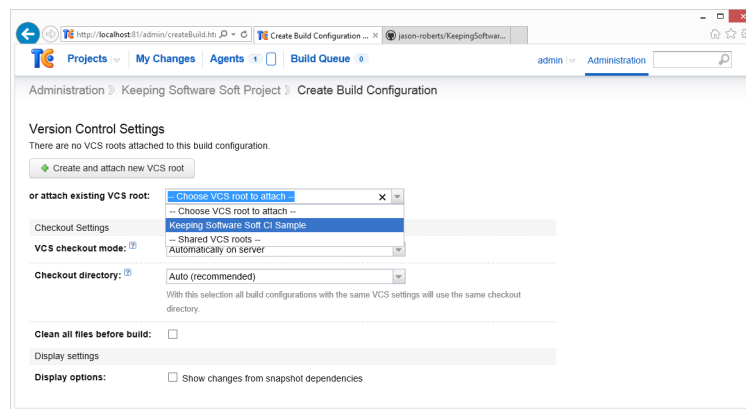 http://localhost:81/admin/createBuild.ht
TC Create Build Configuration ...
jason-roberts/KeepingSoftwar...
TC Projects My Changes Agents 1 Build Queue 0 admin Administration
Administration Keeping Software Soft Project Create Build Configuration
Version Control Settings
There are no VCS roots attached to this build configuration.
Create and attach new VCS root
or attach existing VCS root: -- Choose VCS root to attach --
-- Choose VCS root to attach --
Keeping Software Soft CI Sample
-- Shared VCS roots --
Checkout Settings
VCS checkout mode: ? Automatically on server
Checkout directory: ? Auto (recommended)
With this selection all build configurations with the same VCS settings will use the same checkout
directory.
Clean all files before build:
Display settings
Display options: Show changes from snapshot dependencies